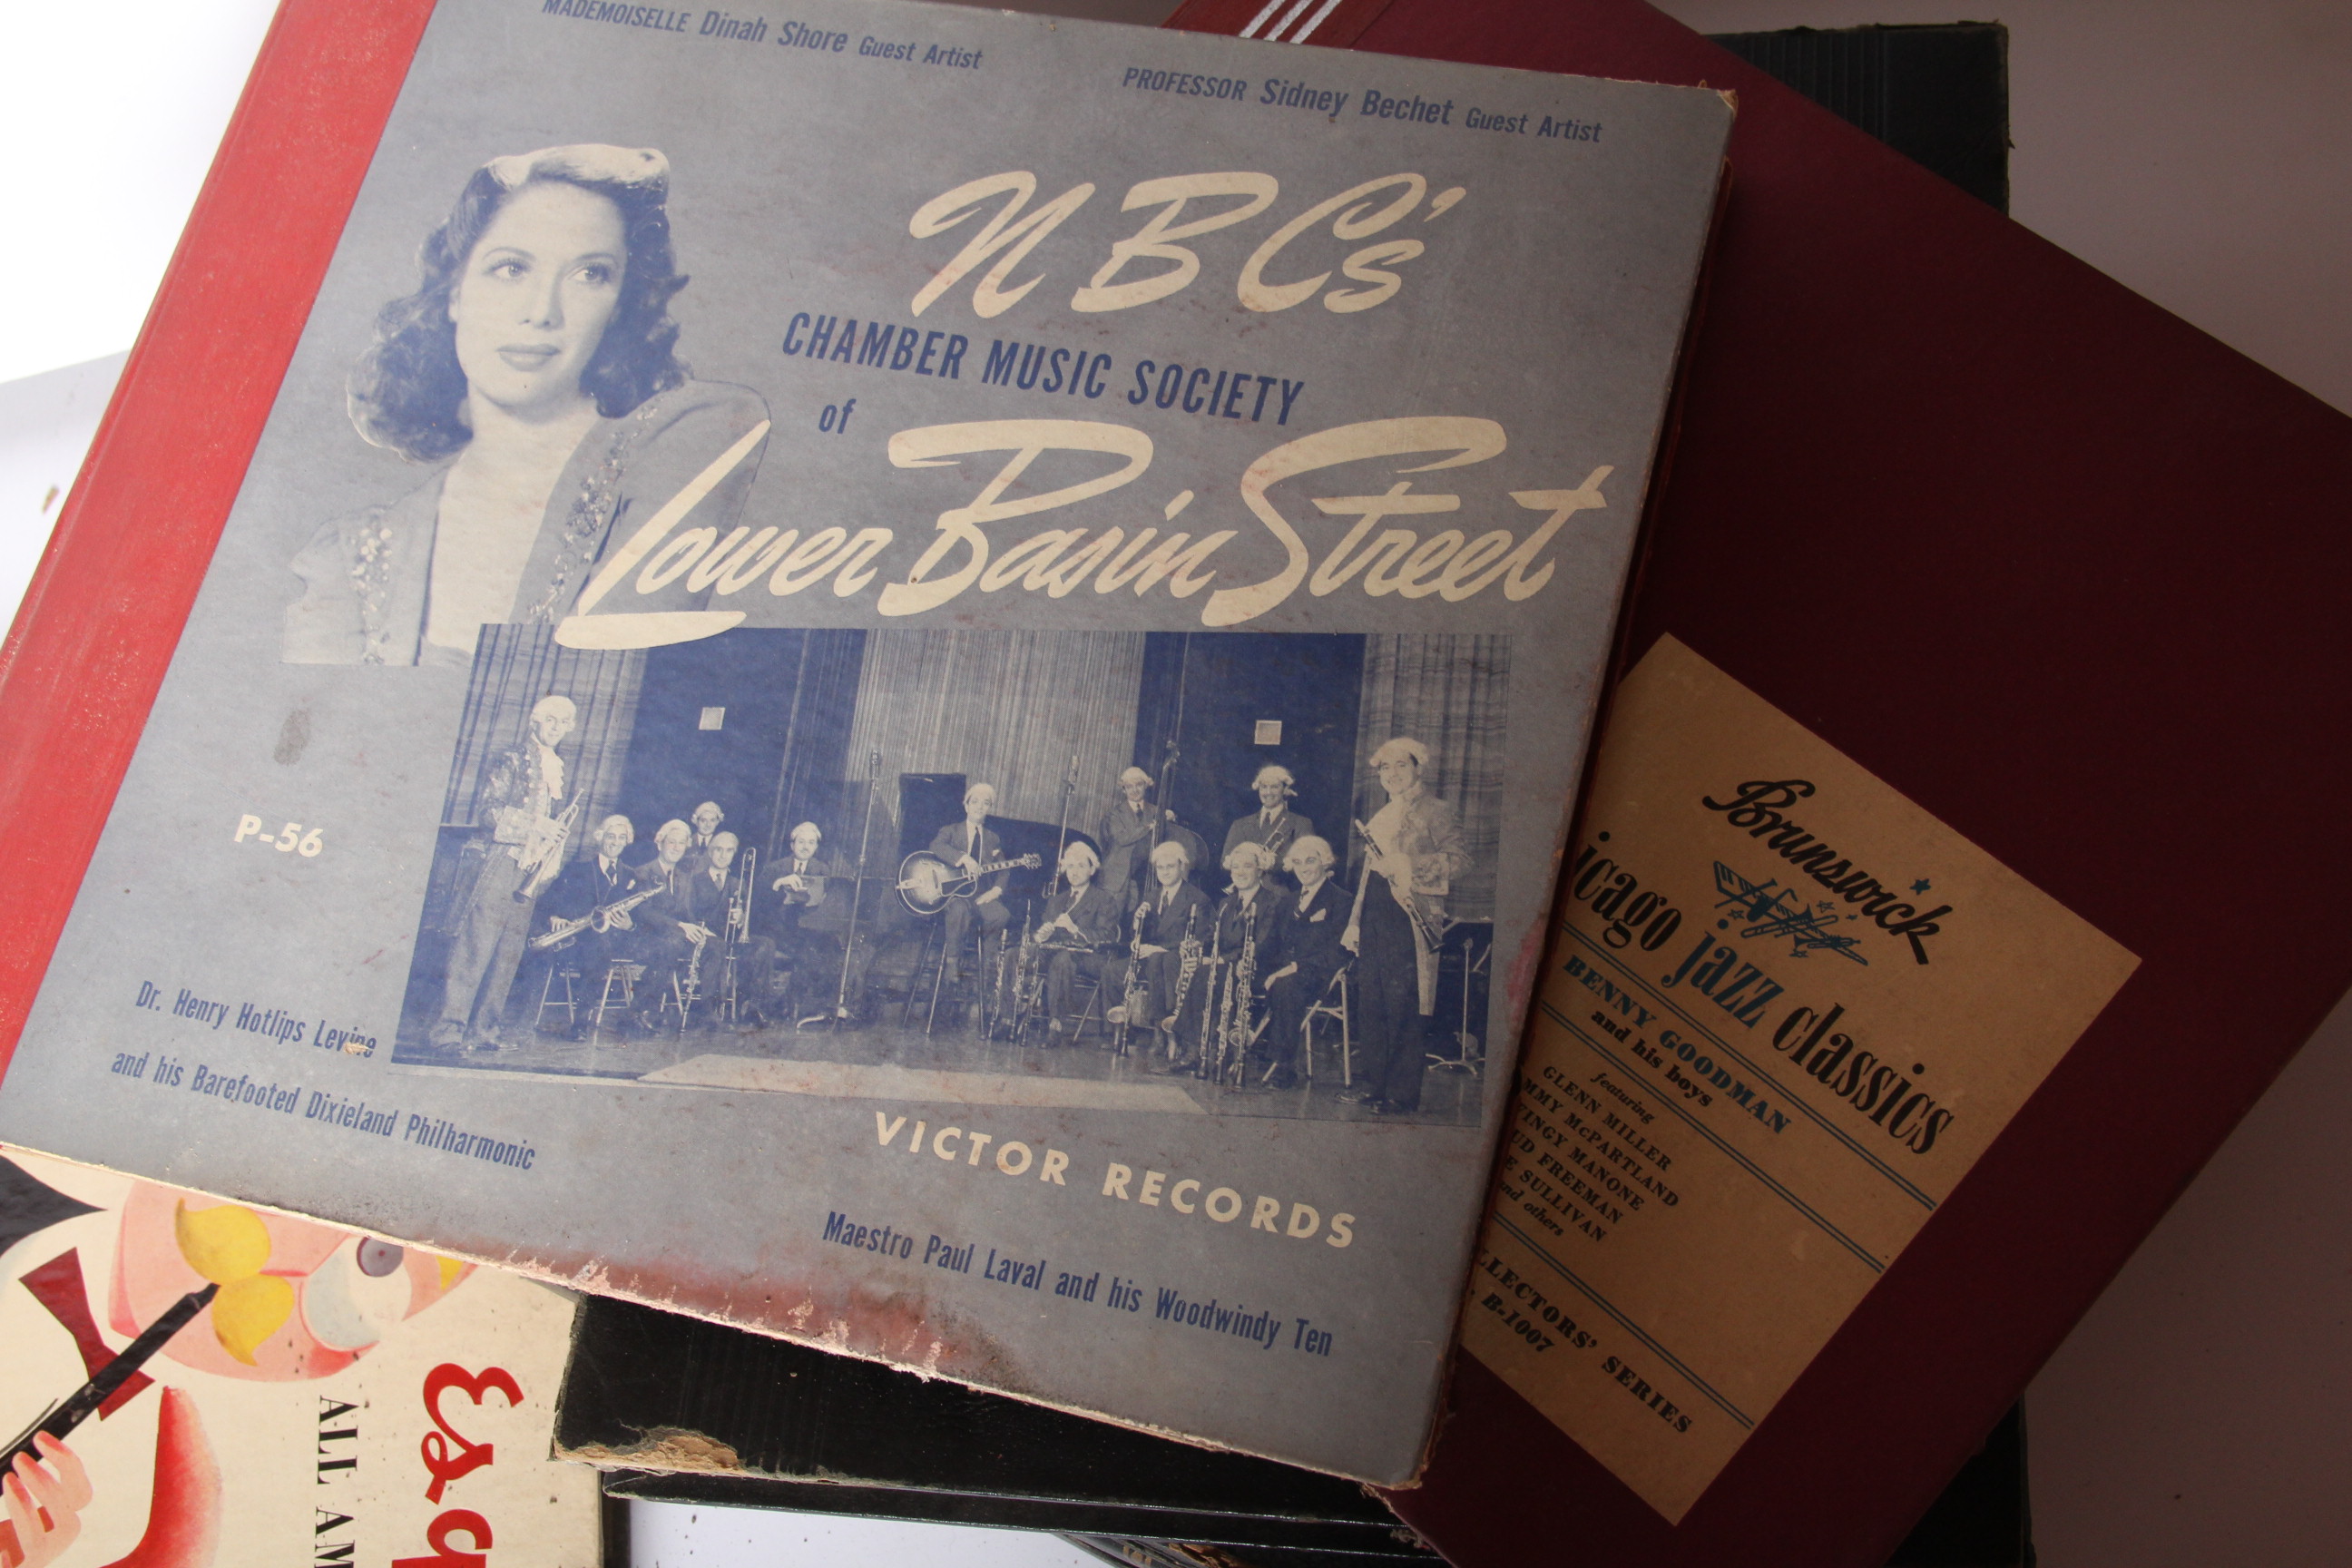 MADEMOISELLE Dinah Shore Guest Artist
PROFESSOR Sidney Bechet Guest Artist
NBC's
CHAMBER MUSIC SOCIETY
of
Lower Basin Street
P-56
Dr. Henry Hotlips Levine
and his Barefooted Dixieland Philharmonic
VICTOR RECORDS
Maestro Paul Laval and his Woodwindy Ten
Brunswick
icago jazz classics
BENNY GOODMAN
and his boys
featuring
GLENN MILLER
MMY McPARTLAND
INGY MANONE
UD FREEMAN
E SULLIVAN
and others
LLECTORS' SERIES
B-1007
Esq
ALL AM